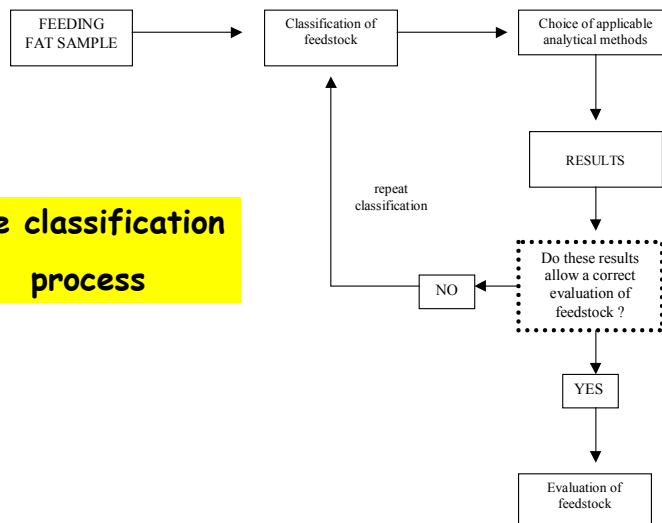 FEEDING
FAT SAMPLE
Classification of
feedstock
Choice of applicable
analytical methods
RESULTS
repeat
classification
e classification
process
Do these results
allow a correct
evaluation of
feedstock ?
NO
YES
Evaluation of
feedstock